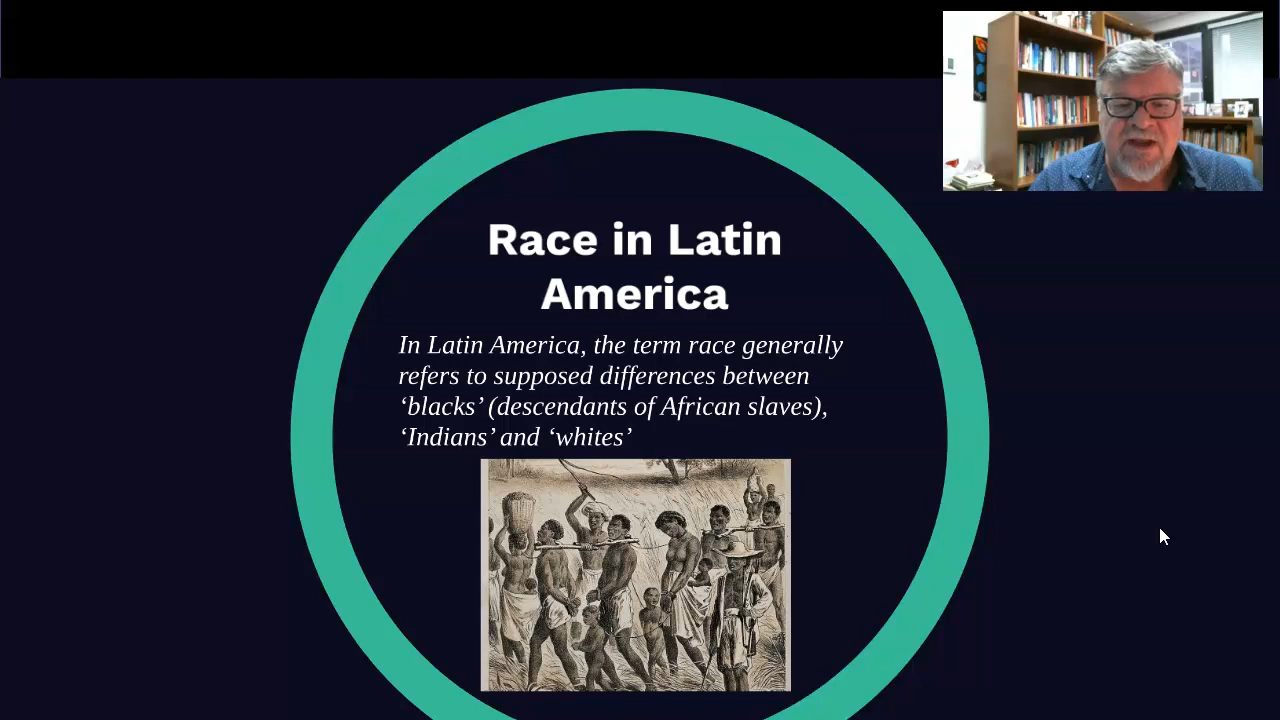 Race in Latin
America
In Latin America, the term race generally
refers to supposed differences between
‘blacks’ (descendants of African slaves),
‘Indians’ and ‘whites’